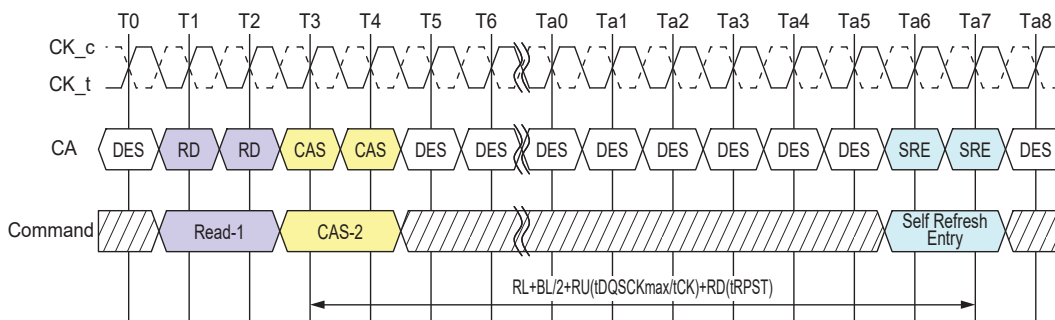 T0 T1 T2 T3 T4 T5 T6 Ta0 Ta1 Ta2 Ta3 Ta4 Ta5 Ta6 Ta7 Ta8
CK_c
CK_t
CA DES RD RD CAS CAS DES DES DES DES DES DES DES DES SRE SRE DES
Command Read-1 CAS-2 Self Refresh
Entry
RL+BL/2+RU(tDQSCKmax/tCK)+RD(tRPST)